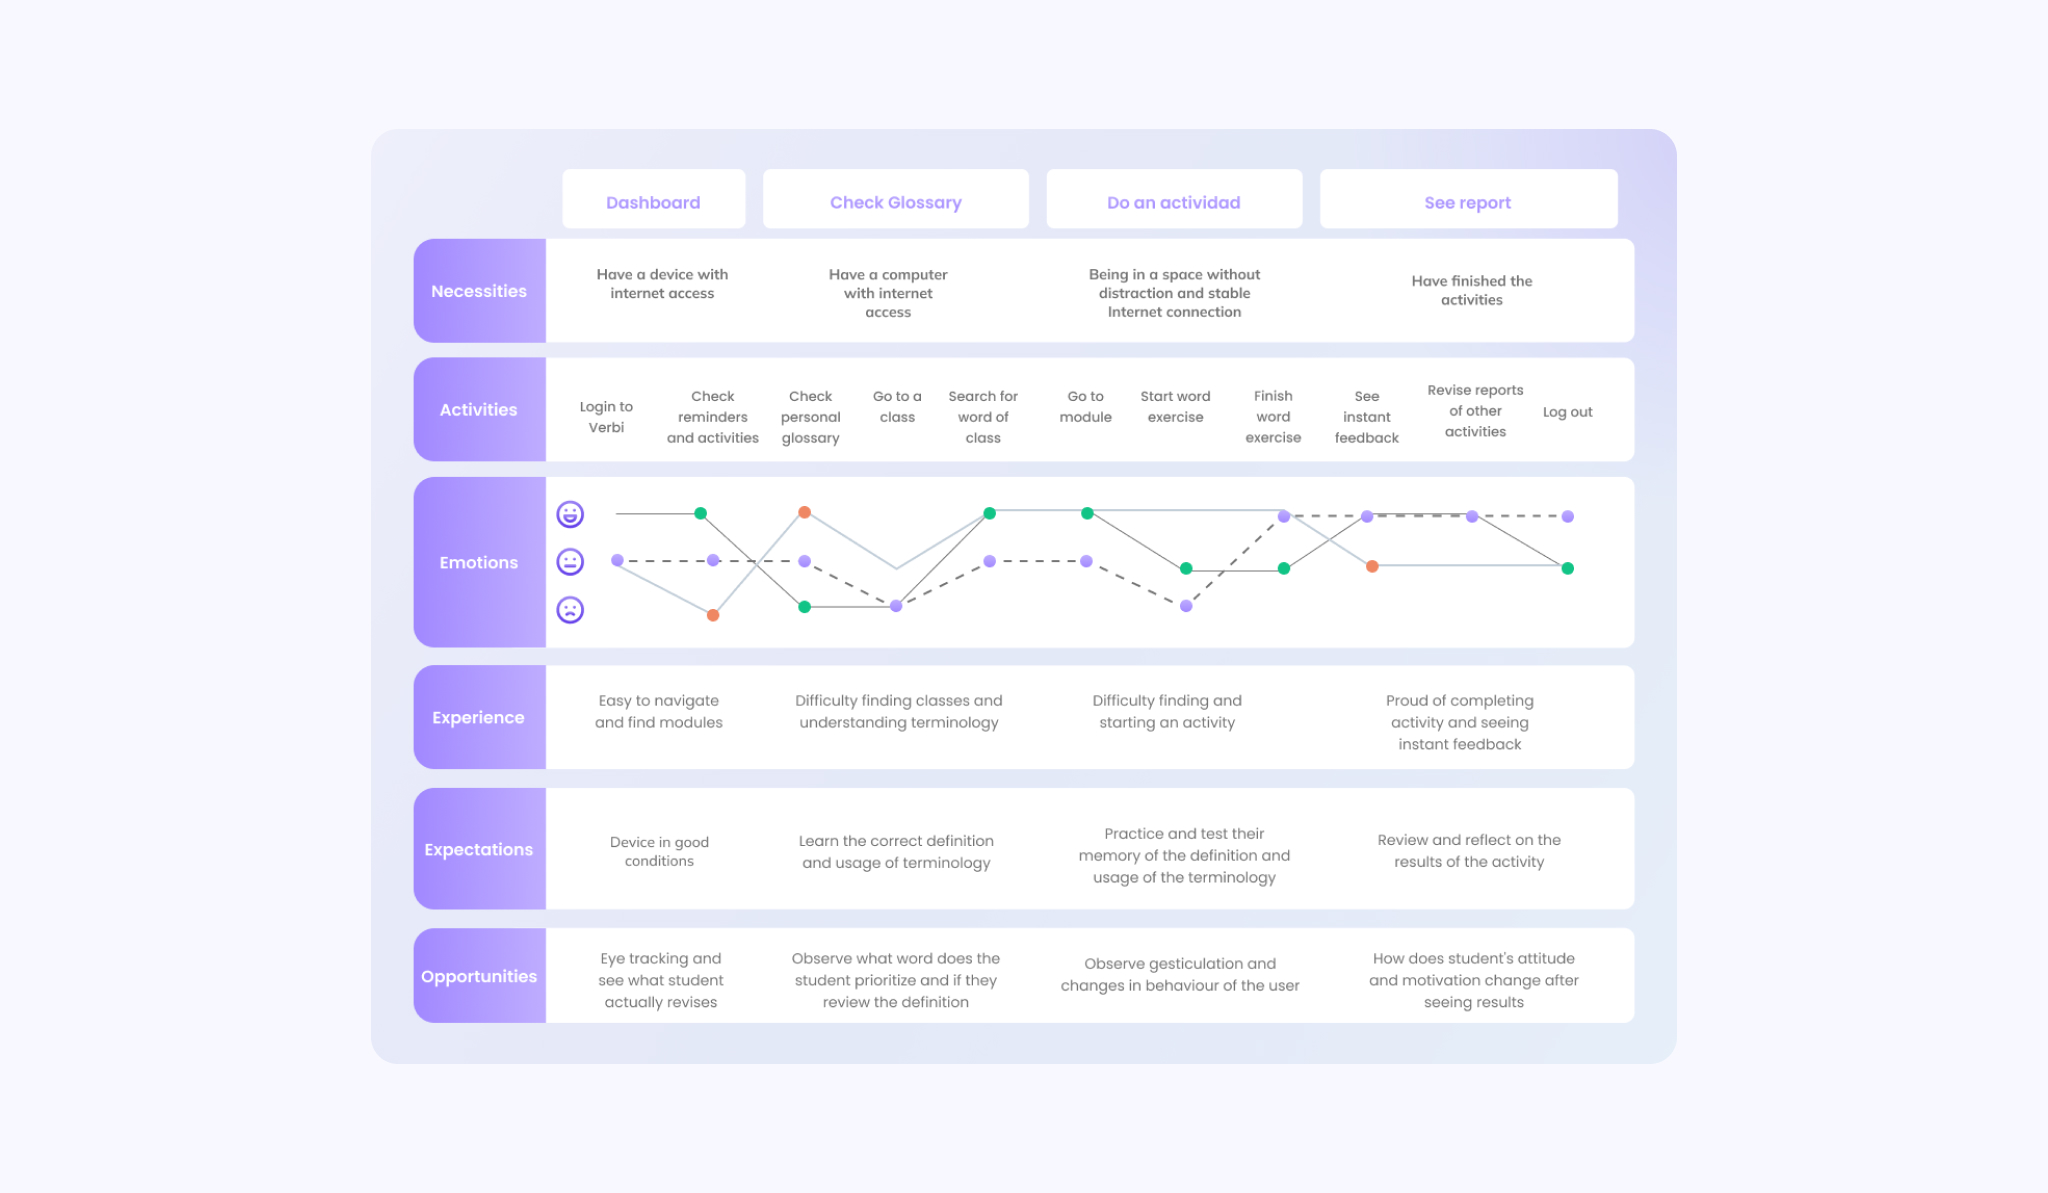 Dashboard
Check Glossary
Do an actividad
See report
Necessities
Have a device with
internet access
Have a computer
with internet
access
Being in a space without
distraction and stable
Internet connection
Have finished the
activities
Activities
Login to
Verbi
Check
reminders
and activities
Check
personal
glossary
Go to a
class
Search for
word of
class
Go to
module
Start word
exercise
Finish
word
exercise
See
instant
feedback
Revise reports
of other
activities
Log out
Emotions
Experience
Easy to navigate
and find modules
Difficulty finding classes and
understanding terminology
Difficulty finding and
starting an activity
Proud of completing
activity and seeing
instant feedback
Expectations
Device in good
conditions
Learn the correct definition
and usage of terminology
Practice and test their
memory of the definition and
usage of the terminology
Review and reflect on the
results of the activity
Opportunities
Eye tracking and
see what student
actually revises
Observe what word does the
student prioritize and if they
review the definition
Observe gesticulation and
changes in behaviour of the user
How does student's attitude
and motivation change after
seeing results